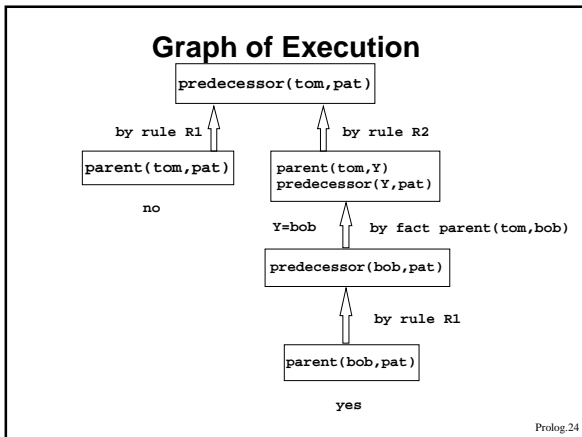 Graph of Execution
predecessor(tom,pat)
by rule R1
by rule R2
parent(tom,pat)
no
parent(tom,Y)
predecessor(Y,pat)
Y=bob
by fact parent(tom,bob)
predecessor(bob,pat)
by rule R1
parent(bob,pat)
yes
Prolog.24